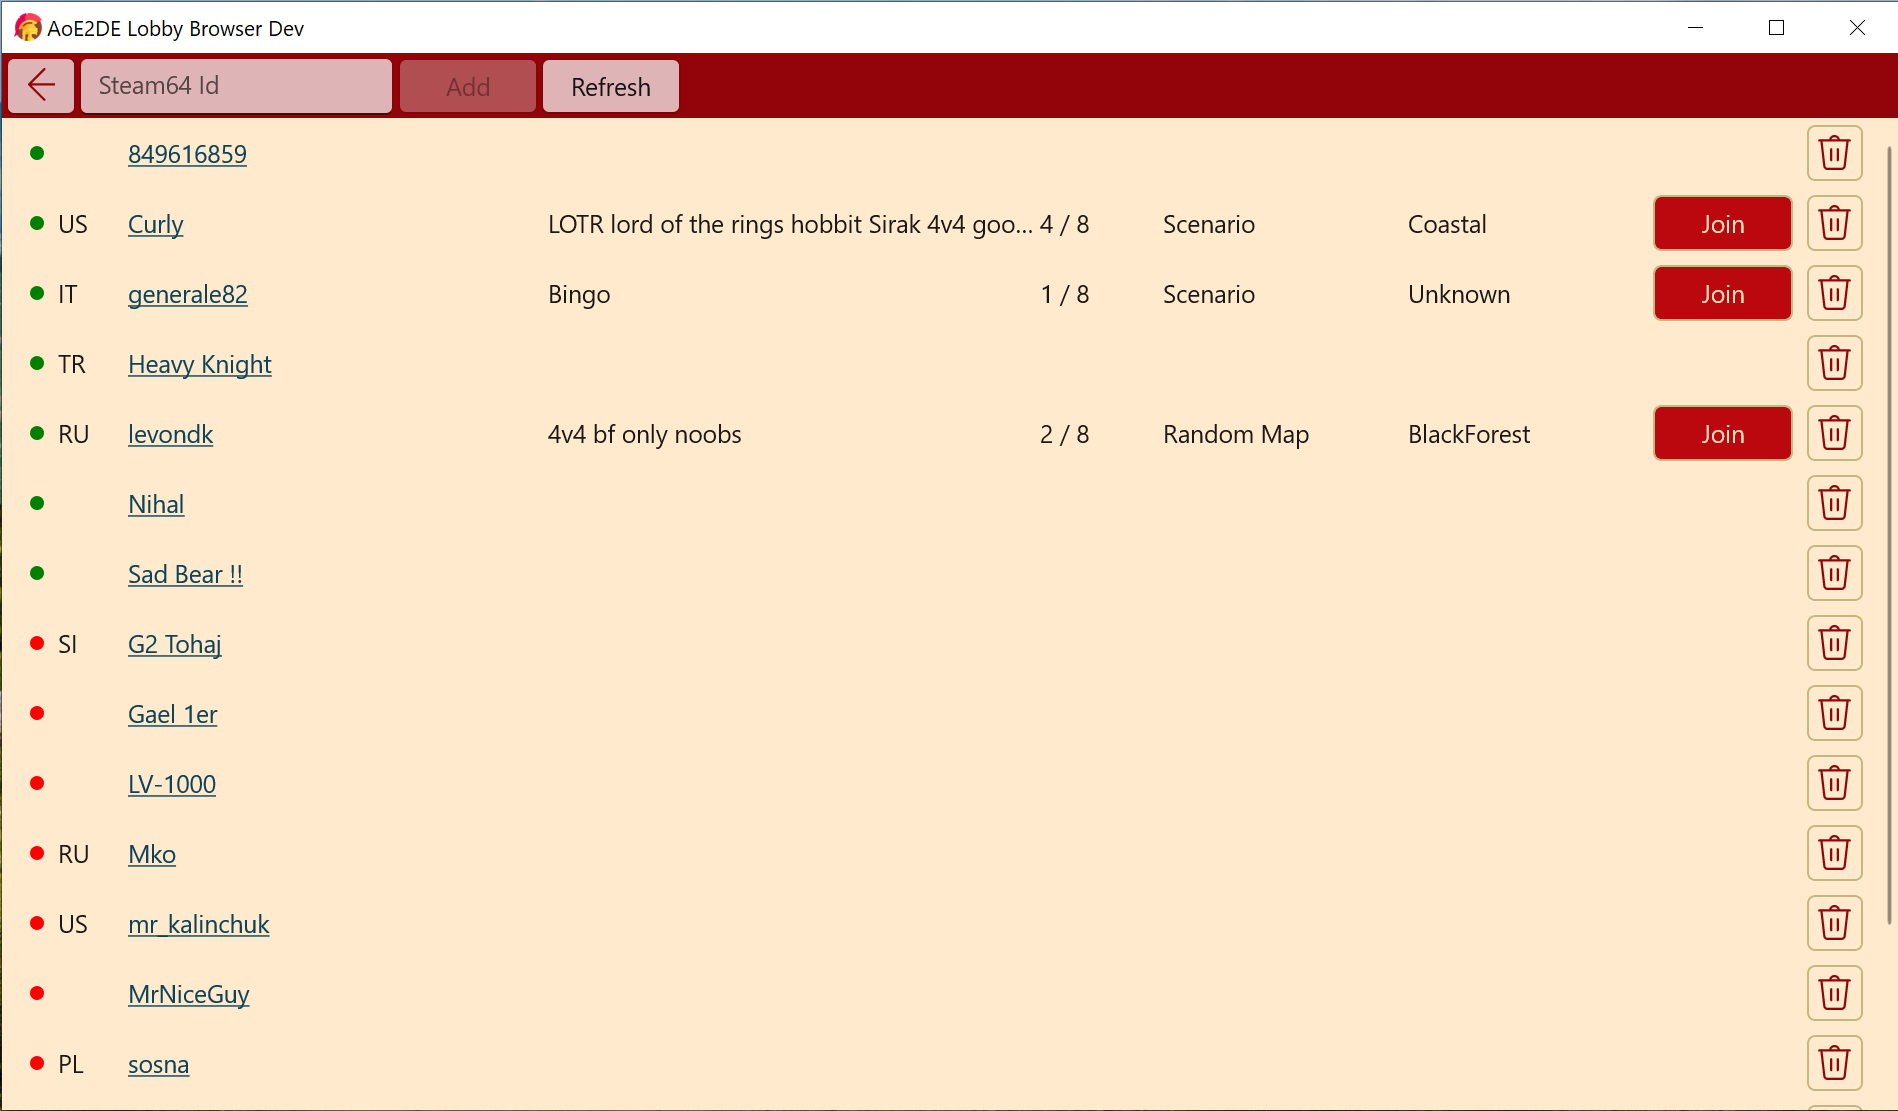 AoE2DE Lobby Browser Dev
Steam64 Id Add Refresh
849616859
US Curly LOTR lord of the rings hobbit Sirak 4v4 goo... 4 / 8 Scenario Coastal Join
IT generale82 Bingo 1 / 8 Scenario Unknown Join
TR Heavy Knight
RU levondk 4v4 bf only noobs 2 / 8 Random Map BlackForest Join
Nihal
Sad Bear !!
SI G2 Tohaj
Gael 1er
LV-1000
RU Mko
US mr_kalinchuk
MrNiceGuy
PL sosna